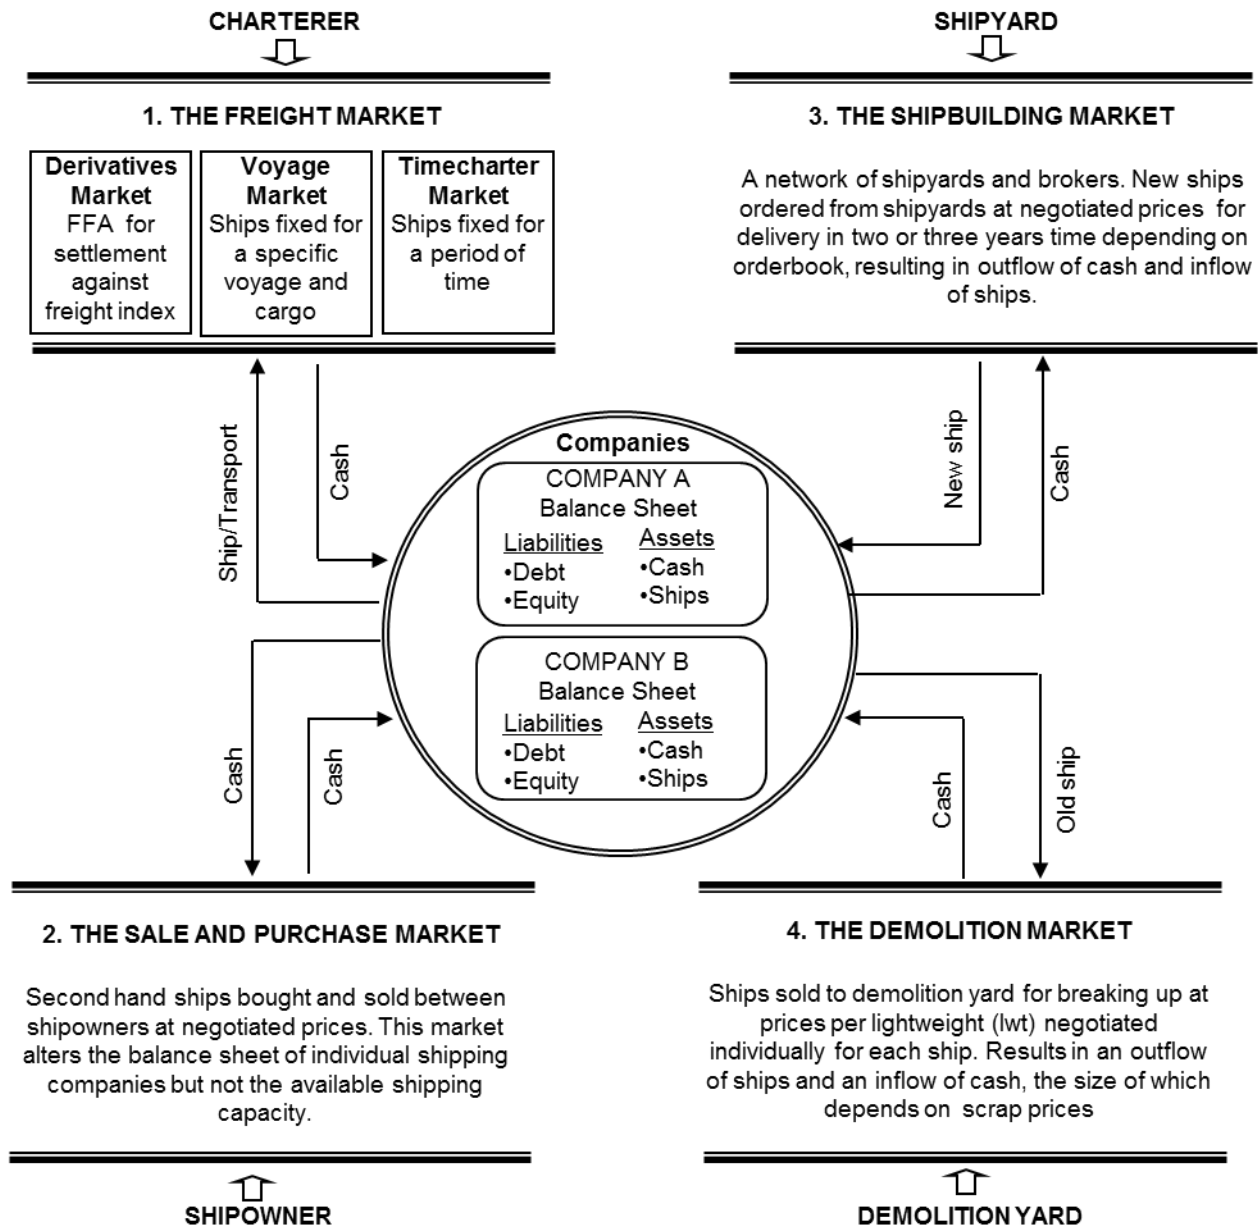 CHARTERER
1. THE FREIGHT MARKET
Derivatives
Market
FFA for
settlement
against
freight index
Voyage
Market
Ships fixed for
a specific
voyage and
cargo
Timecharter
Market
Ships fixed for
a period of
time
SHIPYARD
3. THE SHIPBUILDING MARKET
A network of shipyards and brokers. New ships
ordered from shipyards at negotiated prices for
delivery in two or three years time depending on
orderbook, resulting in outflow of cash and inflow
of ships.
Ship/Transport
Cash
New ship
Cash
Companies
COMPANY A
Balance Sheet
Liabilities
•Debt
•Equity
Assets
•Cash
•Ships
COMPANY B
Balance Sheet
Liabilities
•Debt
•Equity
Assets
•Cash
•Ships
Cash
Cash
Cash
Old ship
2. THE SALE AND PURCHASE MARKET
Second hand ships bought and sold between
shipowners at negotiated prices. This market
alters the balance sheet of individual shipping
companies but not the available shipping
capacity.
SHIPOWNER
4. THE DEMOLITION MARKET
Ships sold to demolition yard for breaking up at
prices per lightweight (lwt) negotiated
individually for each ship. Results in an outflow
of ships and an inflow of cash, the size of which
depends on scrap prices
DEMOLITION YARD